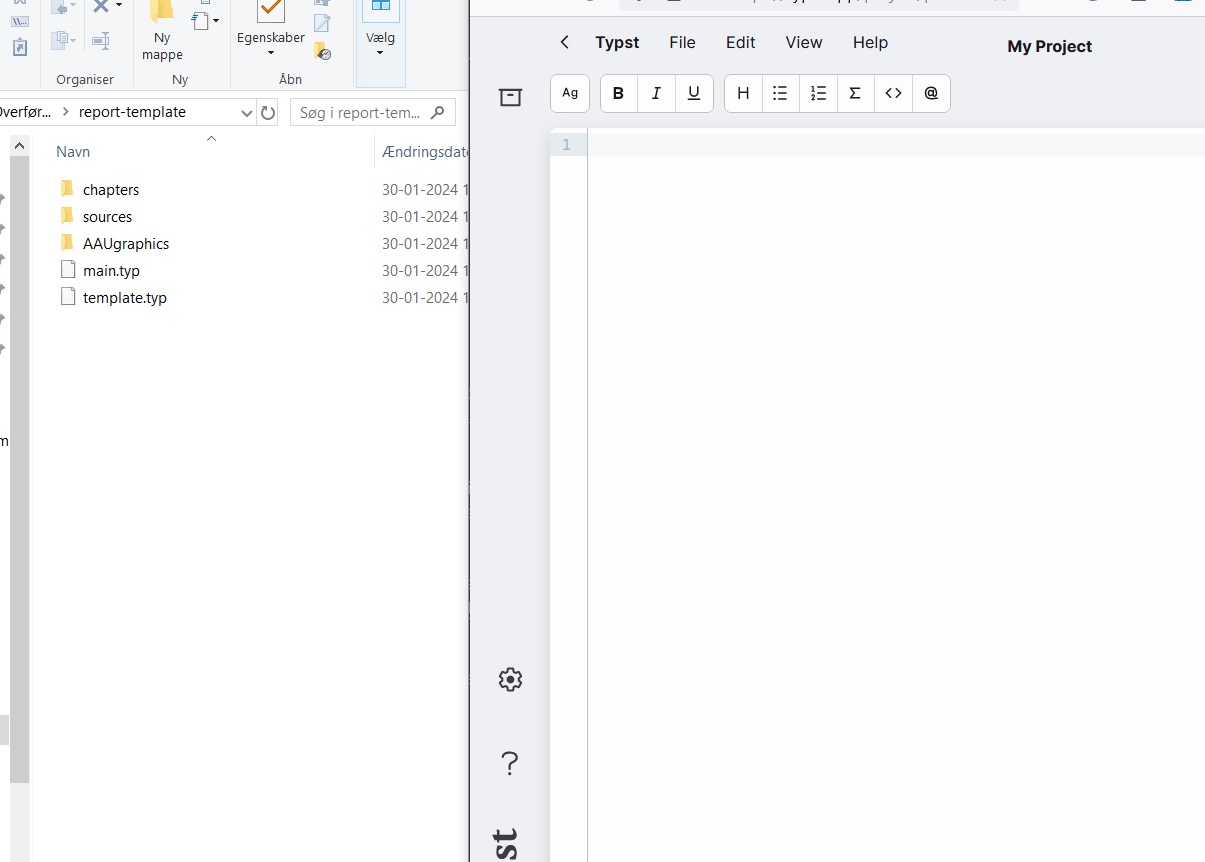 Ny
mappe
Egenskaber
Vælg
Organiser
Ny
Åbn
Overfør... > report-template
Søg i report-tem...
Navn
Ændringsdato
chapters 30-01-2024 1
sources 30-01-2024 1
AAUgraphics 30-01-2024 1
main.typ 30-01-2024 1
template.typ 30-01-2024 1
m
Typst File Edit View Help
My Project
Ag B I U H Σ <> @
1
?
st